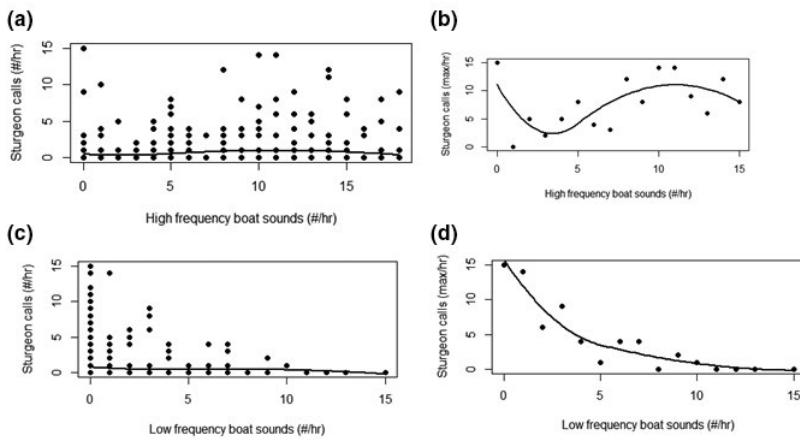 (a)
Sturgeon calls (#/hr)
15
10
5
0
0 5 10 15
High frequency boat sounds (#/hr)
(b)
Sturgeon calls (max/hr)
15
10
5
0
0 5 10 15
High frequency boat sounds (#/hr)
(c)
Sturgeon calls (#/hr)
15
10
5
0
0 5 10 15
Low frequency boat sounds (#/hr)
(d)
Sturgeon calls (max/hr)
15
10
5
0
0 5 10 15
Low frequency boat sounds (#/hr)